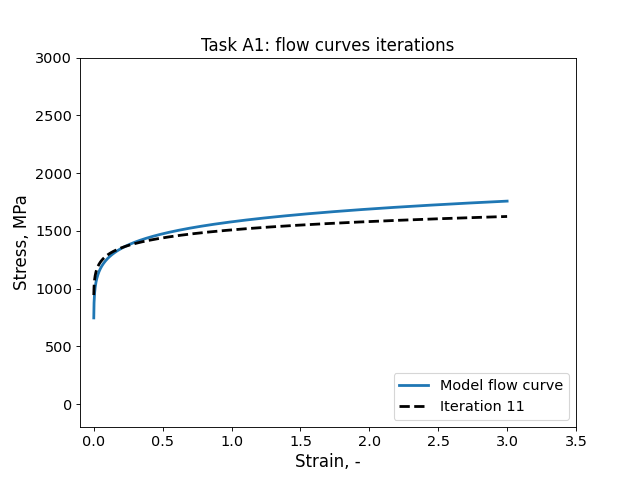 Task A1: flow curves iterations
3000
2500
2000
1500
1000
500
0
Stress, MPa
0.0 0.5 1.0 1.5 2.0 2.5 3.0 3.5
Strain, -
Model flow curve
Iteration 11